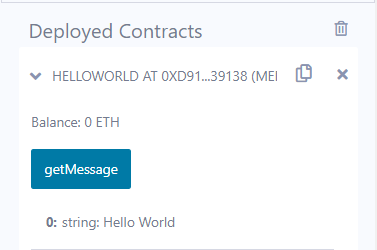 Deployed Contracts
HELLOWORLD AT 0XD91...39138 (MEI
Balance: 0 ETH
getMessage
0: string: Hello World